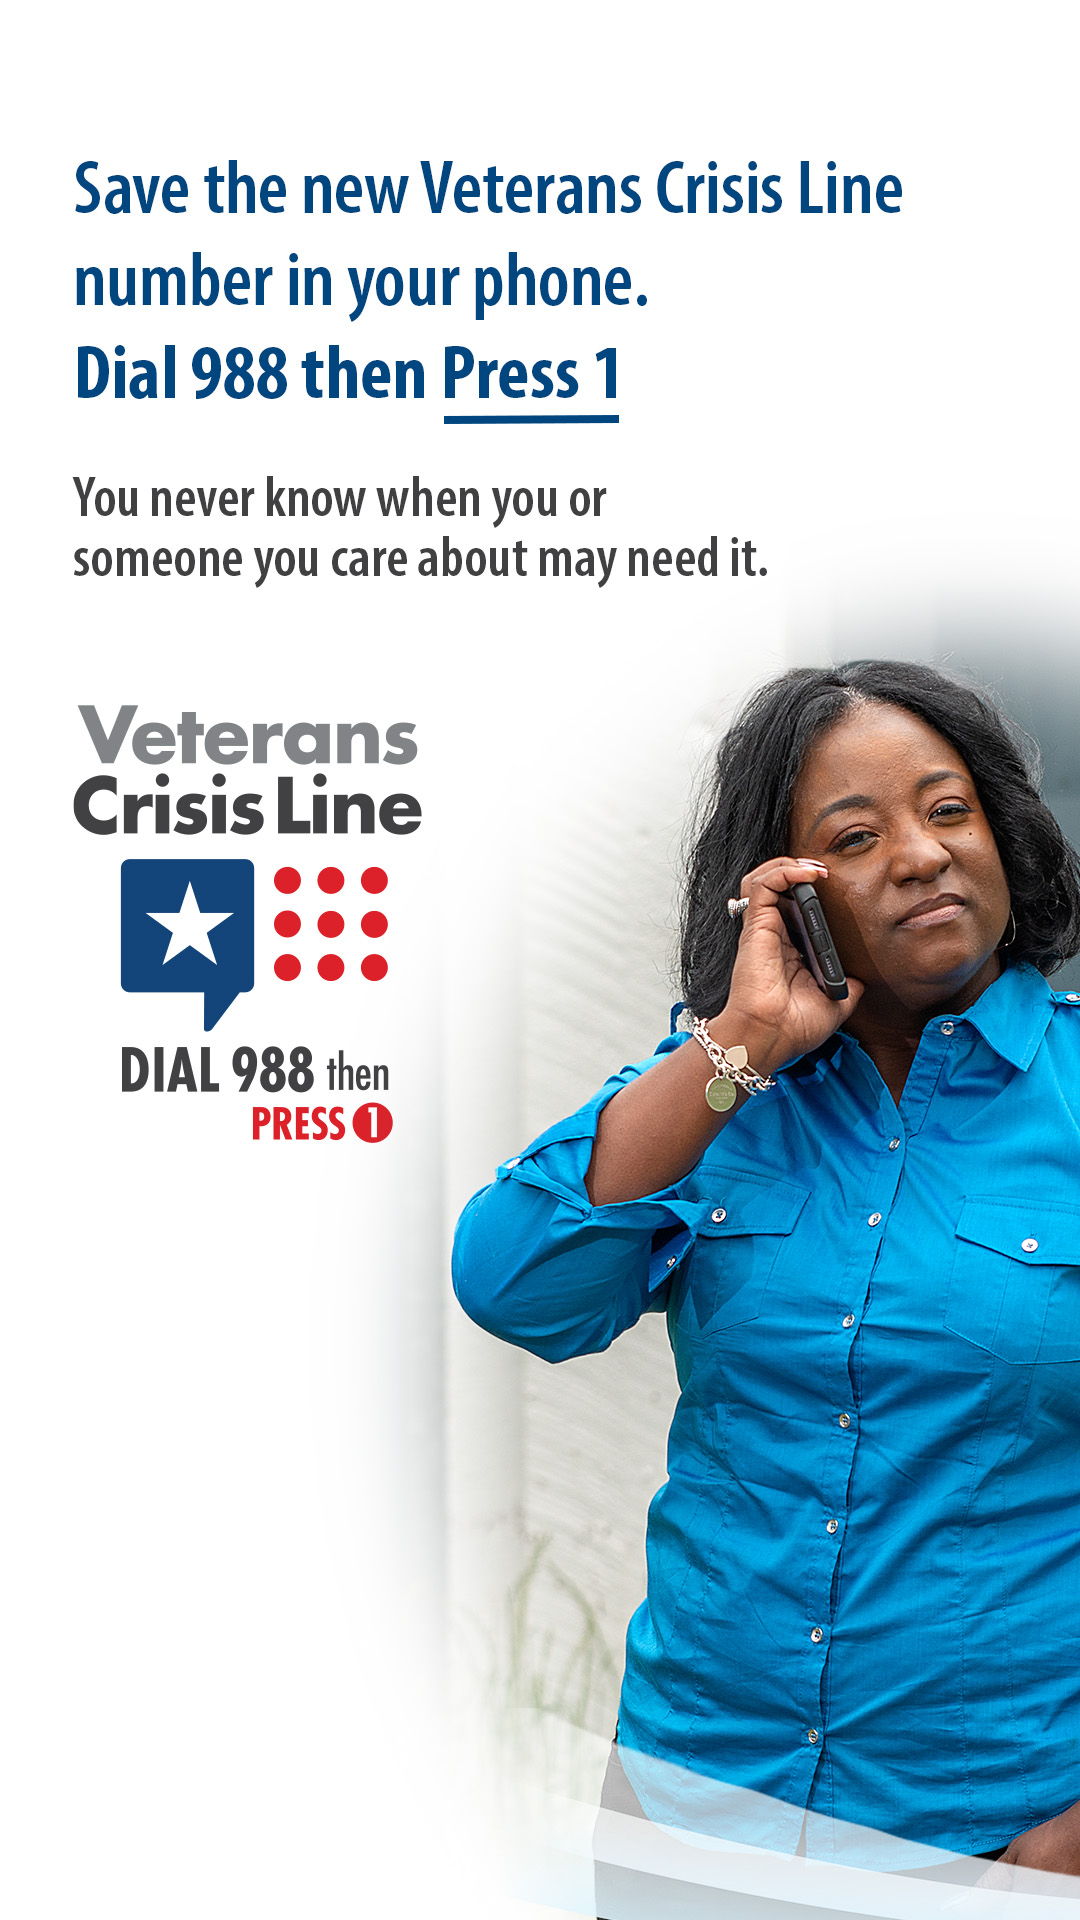 Save the new Veterans Crisis Line
number in your phone.
Dial 988 then Press 1
You never know when you or
someone you care about may need it.
Veterans
Crisis Line
DIAL 988 then
PRESS 1